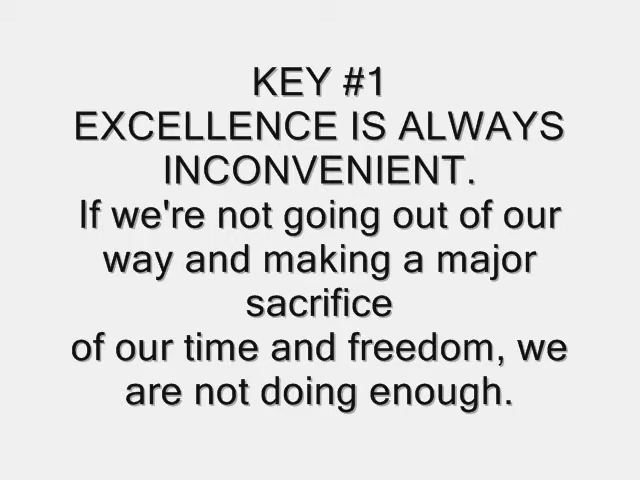 KEY #1
EXCELLENCE IS ALWAYS
INCONVENIENT.
If we're not going out of our
way and making a major
sacrifice
of our time and freedom, we
are not doing enough.